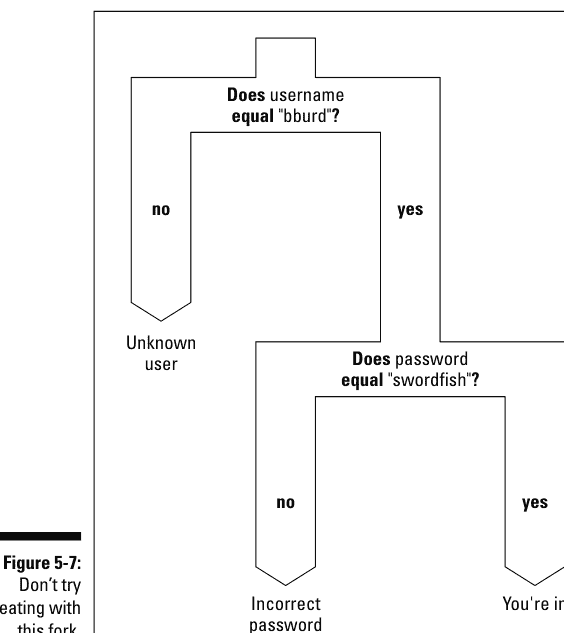 Does username
equal "bburd"?
no
yes
Unknown
user
Does password
equal "swordfish"?
no
yes
Figure 5-7:
Don't try
eating with
this fork.
Incorrect
password
You're in